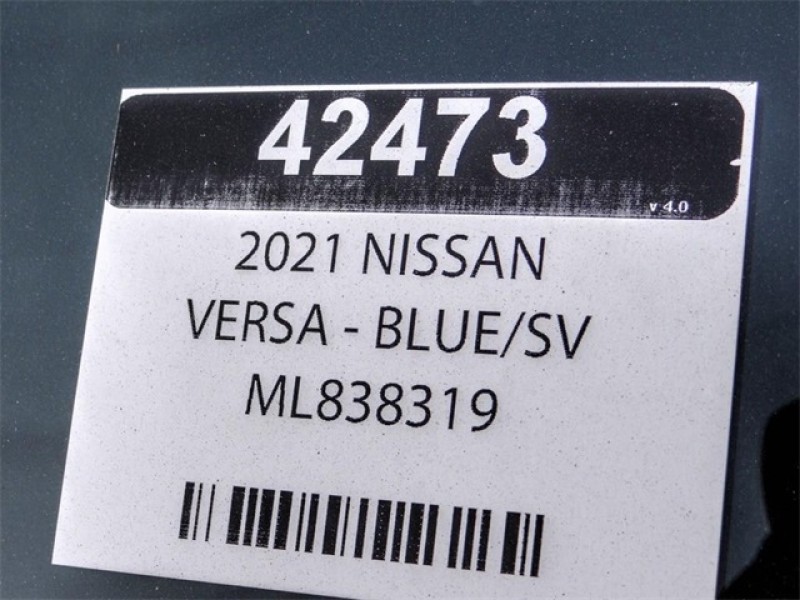 42473
v 4.0
2021 NISSAN
VERSA - BLUE/SV
ML838319